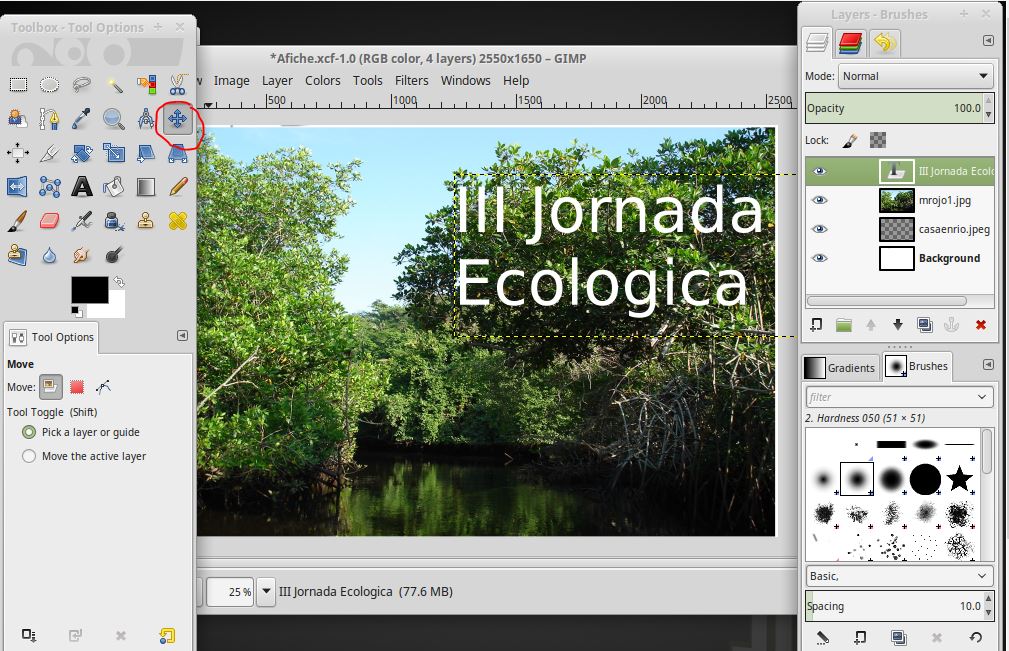 Toolbox - Tool Options
Tool Options
Move
Move:
Tool Toggle (Shift)
Pick a layer or guide
Move the active layer
*Afiche.xcf-1.0 (RGB color, 4 layers) 2550x1650 – GIMP
Image Layer Colors Tools Filters Windows Help
500 1000 1500 2000 2500
III Jornada
Ecologica
25 % III Jornada Ecologica (77.6 MB)
Layers - Brushes
Mode: Normal
Opacity 100.0
Lock:
III Jornada Ecolo
mrojo1.jpg
casaenrio.jpeg
Background
Gradients Brushes
filter
2. Hardness 050 (51 × 51)
Basic,
Spacing 10.0